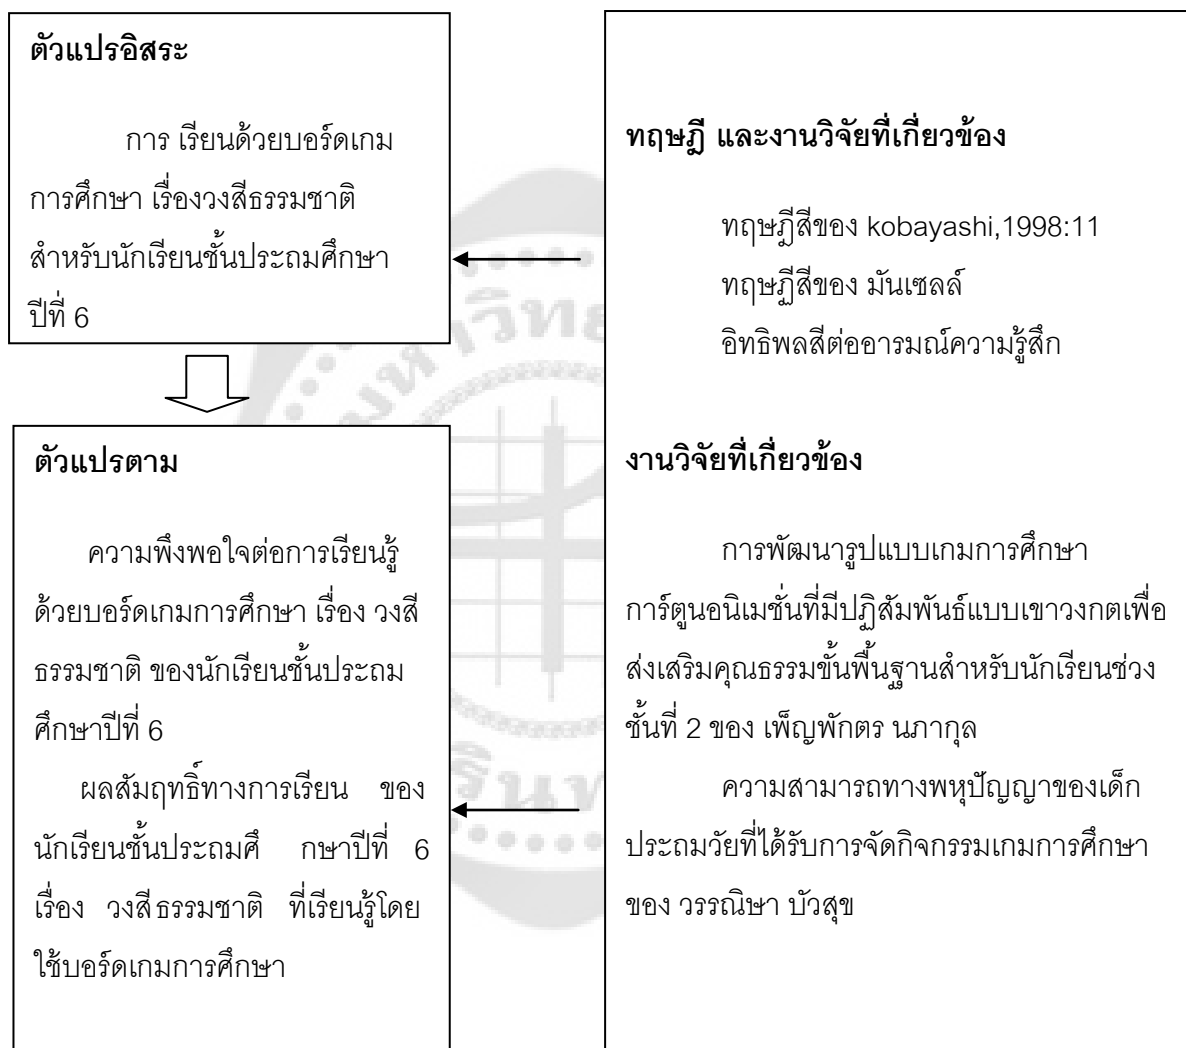 ตัวแปรอิสระ
การ เรียนด้วยบอร์ดเกม
การศึกษา เรื่องวงสีธรรมชาติ
สำหรับนักเรียนชั้นประถมศึกษา
ปีที่ 6
ตัวแปรตาม
ความพึงพอใจต่อการเรียนรู้
ด้วยบอร์ดเกมการศึกษา เรื่อง วงสี
ธรรมชาติ ของนักเรียนชั้นประถม
ศึกษาปีที่ 6
ผลสัมฤทธิ์ทางการเรียน ของ
นักเรียนชั้นประถมศึ กษาปีที่ 6
เรื่อง วงสีธรรมชาติ ที่เรียนรู้โดย
ใช้บอร์ดเกมการศึกษา
ทฤษฎี และงานวิจัยที่เกี่ยวข้อง
ทฤษฎีสีของ kobayashi,1998:11
ทฤษฏีสีของ มันเซลล์
อิทธิพลสีต่ออารมณ์ความรู้สึก
งานวิจัยที่เกี่ยวข้อง
การพัฒนารูปแบบเกมการศึกษา
การ์ตูนอนิเมชั่นที่มีปฏิสัมพันธ์แบบเขาวงกตเพื่อ
ส่งเสริมคุณธรรมขั้นพื้นฐานสำหรับนักเรียนช่วง
ชั้นที่ 2 ของ เพ็ญพักตร นภากุล
ความสามารถทางพหุปัญญาของเด็ก
ประถมวัยที่ได้รับการจัดกิจกรรมเกมการศึกษา
ของ วรรณิษา บัวสุข